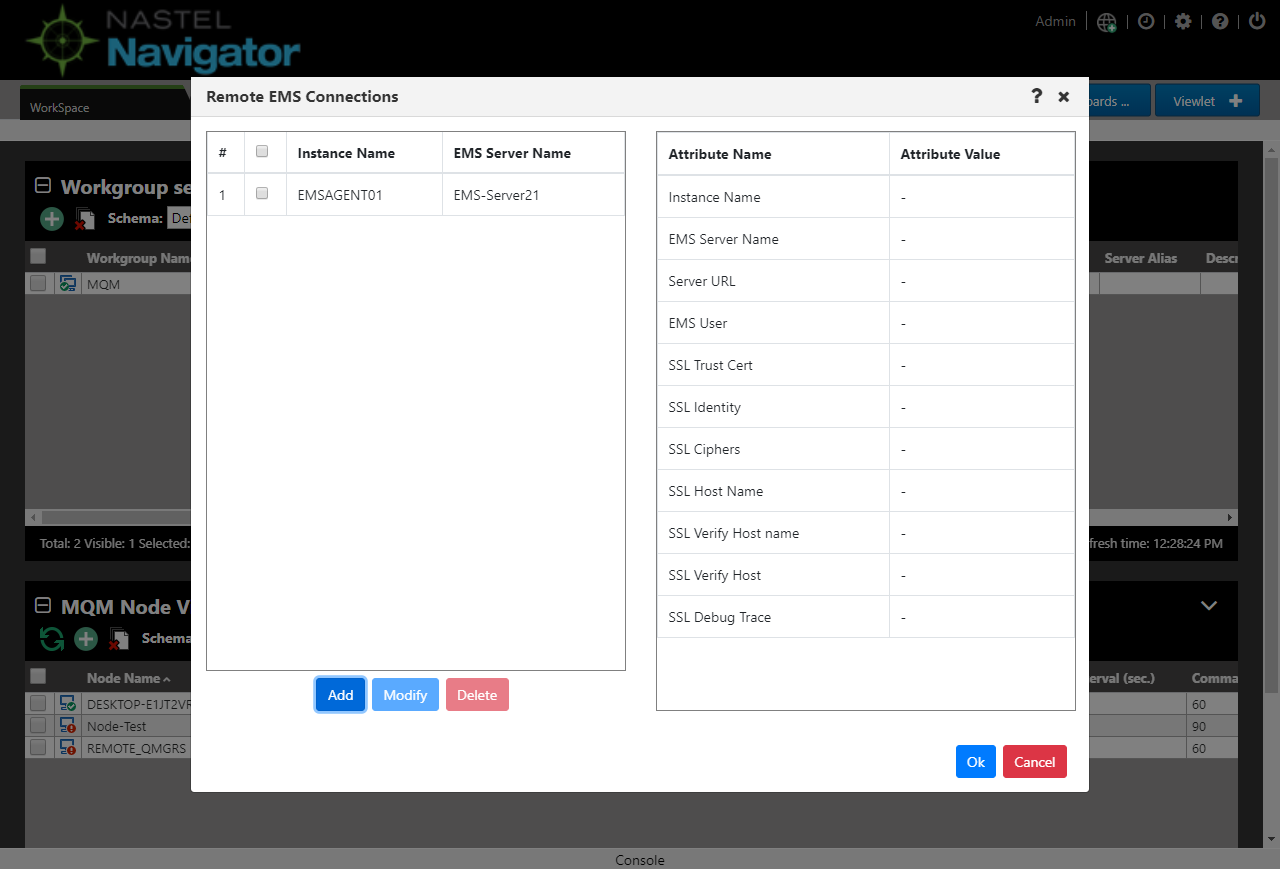 NASTEL
Navigator
Admin
WorkSpace
Viewlet
Remote EMS Connections
# Instance Name EMS Server Name
1 EMSAGENT01 EMS-Server21
Attribute Name Attribute Value
Instance Name -
EMS Server Name -
Server URL -
EMS User -
SSL Trust Cert -
SSL Identity -
SSL Ciphers -
SSL Host Name -
SSL Verify Host name -
SSL Verify Host -
SSL Debug Trace -
Add Modify Delete
Ok Cancel
Workgroup se
Schema: Def
Workgroup Name
Server Alias Descr
MQM
Total: 2 Visible: 1 Selected:
fresh time: 12:28:24 PM
MQM Node V
Schema
Node Name
erval (sec.) Comma
DESKTOP-E1JT2VR 60
Node-Test 90
REMOTE_QMGRS 60
Console